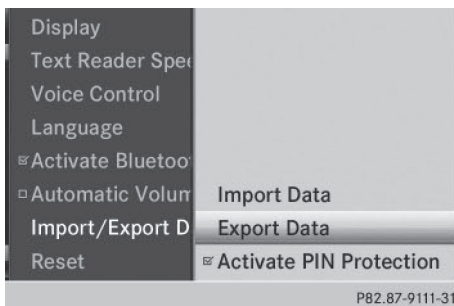 Display
Text Reader Spee
Voice Control
Language
Activate Bluetoo
Automatic Volum
Import/Export D
Reset
Import Data
Export Data
Activate PIN Protection
P82.87-9111-31